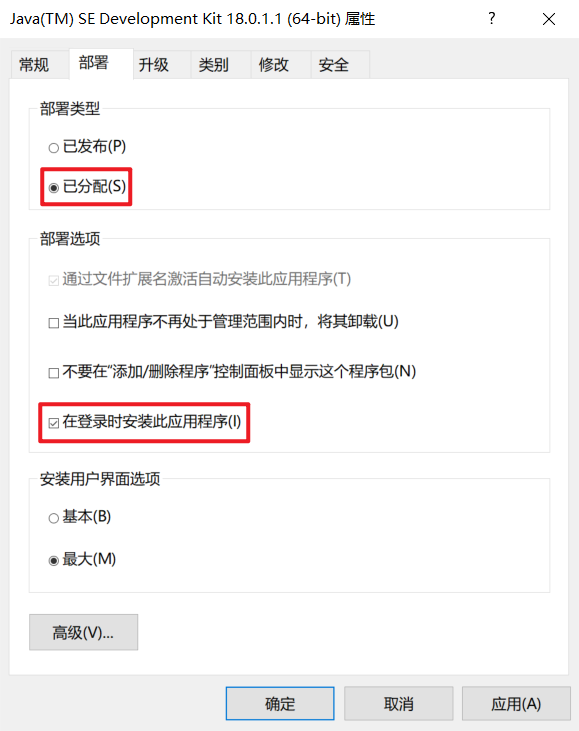 Java(TM) SE Development Kit 18.0.1.1 (64-bit) 属性
?
常规 部署 升级 类别 修改 安全
部署类型
已发布(P)
已分配(S)
部署选项
通过文件扩展名激活自动安装此应用程序(T)
当此应用程序不再处于管理范围内时，将其卸载(U)
不要在“添加/删除程序”控制面板中显示这个程序包(N)
在登录时安装此应用程序(I)
安装用户界面选项
基本(B)
最大(M)
高级(V)...
确定 取消 应用(A)